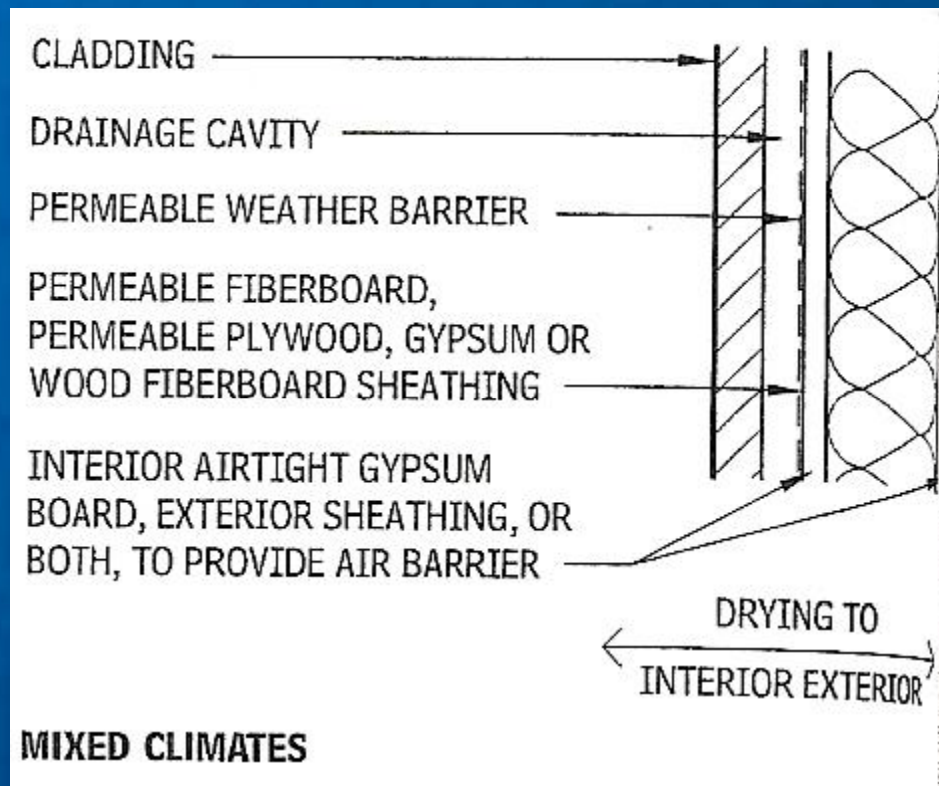 CLADDING
DRAINAGE CAVITY
PERMEABLE WEATHER BARRIER
PERMEABLE FIBERBOARD,
PERMEABLE PLYWOOD, GYPSUM OR
WOOD FIBERBOARD SHEATHING
INTERIOR AIRTIGHT GYPSUM
BOARD, EXTERIOR SHEATHING, OR
BOTH, TO PROVIDE AIR BARRIER
DRYING TO
INTERIOR EXTERIOR
MIXED CLIMATES